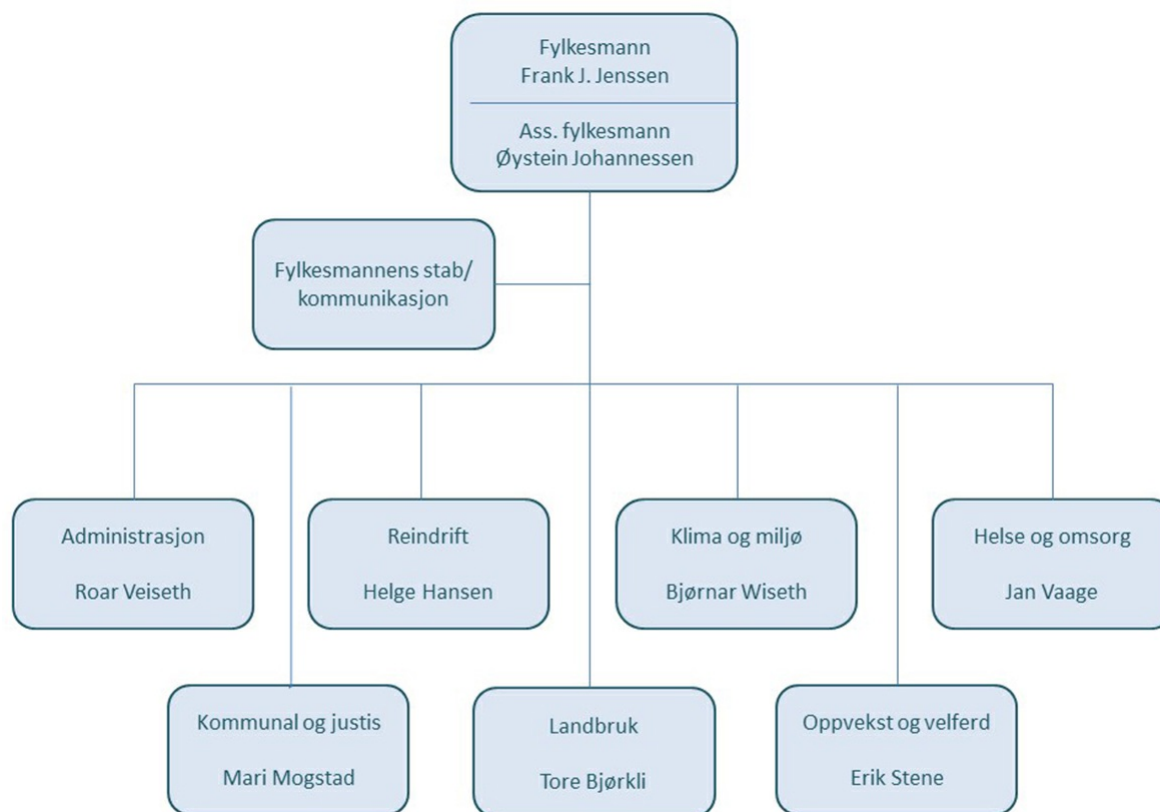 Fylkesmann
Frank J. Jenssen
Ass. fylkesmann
Øystein Johannessen
Fylkesmannens stab/
kommunikasjon
Administrasjon
Roar Veiseth
Reindrift
Helge Hansen
Klima og miljø
Bjørnar Wiseth
Helse og omsorg
Jan Vaage
Kommunal og justis
Mari Mogstad
Landbruk
Tore Bjørkli
Oppvekst og velferd
Erik Stene